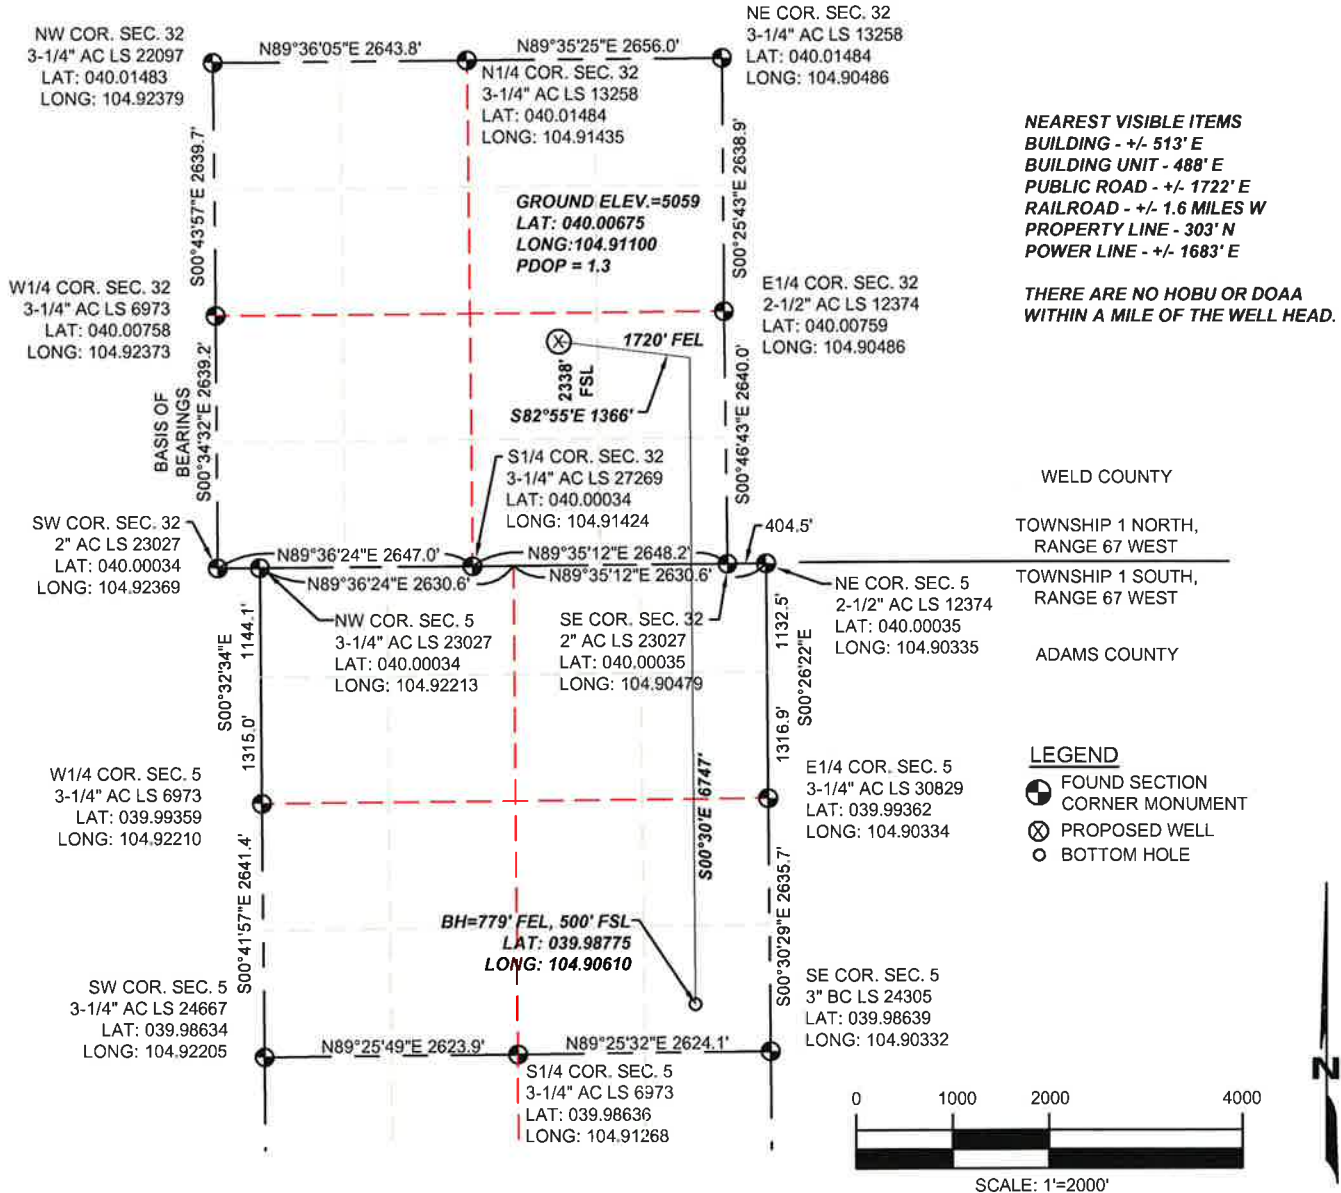 NW COR. SEC. 32
3-1/4" AC LS 22097
LAT: 040.01483
LONG: 104.92379
N89°36'05"E 2643.8'
N89°35'25"E 2656.0'
NE COR. SEC. 32
3-1/4" AC LS 13258
LAT: 040.01484
LONG: 104.90486
N1/4 COR. SEC. 32
3-1/4" AC LS 13258
LAT: 040.01484
LONG: 104.91435
S00°43'57"E 2639.7'
S00°25'43"E 2638.9'
GROUND ELEV.=5059
LAT: 040.00675
LONG:104.91100
PDOP = 1.3
NEAREST VISIBLE ITEMS
BUILDING - +/- 513' E
BUILDING UNIT - 488' E
PUBLIC ROAD - +/- 1722' E
RAILROAD - +/- 1.6 MILES W
PROPERTY LINE - 303' N
POWER LINE - +/- 1683' E
THERE ARE NO HOBU OR DOAA
WITHIN A MILE OF THE WELL HEAD.
W1/4 COR. SEC. 32
3-1/4" AC LS 6973
LAT: 040.00758
LONG: 104.92373
E1/4 COR. SEC. 32
2-1/2" AC LS 12374
LAT: 040.00759
LONG: 104.90486
1720' FEL
2338'
FSL
S82°55'E 1366'
BASIS OF
BEARINGS
S00°34'32"E 2639.2'
S00°46'43"E 2640.0'
S1/4 COR. SEC. 32
3-1/4" AC LS 27269
LAT: 040.00034
LONG: 104.91424
WELD COUNTY
SW COR. SEC. 32
2" AC LS 23027
LAT: 040.00034
LONG: 104.92369
404.5'
TOWNSHIP 1 NORTH,
RANGE 67 WEST
N89°36'24"E 2647.0'
N89°35'12"E 2648.2'
N89°36'24"E 2630.6'
N89°35'12"E 2630.6'
TOWNSHIP 1 SOUTH,
RANGE 67 WEST
NW COR. SEC. 5
3-1/4" AC LS 23027
LAT: 040.00034
LONG: 104.92213
SE COR. SEC. 32
2" AC LS 23027
LAT: 040.00035
LONG: 104.90479
NE COR. SEC. 5
2-1/2" AC LS 12374
LAT: 040.00035
LONG: 104.90335
ADAMS COUNTY
S00°32'34"E
1144.1'
1315.0'
1132.5'
1316.9'
S00°26'22"E
W1/4 COR. SEC. 5
3-1/4" AC LS 6973
LAT: 039.99359
LONG: 104.92210
S00°30'E 6747'
E1/4 COR. SEC. 5
3-1/4" AC LS 30829
LAT: 039.99362
LONG: 104.90334
LEGEND
FOUND SECTION
CORNER MONUMENT
PROPOSED WELL
BOTTOM HOLE
S00°41'57"E 2641.4'
S00°30'29"E 2635.7'
BH=779' FEL, 500' FSL
LAT: 039.98775
LONG: 104.90610
SW COR. SEC. 5
3-1/4" AC LS 24667
LAT: 039.98634
LONG: 104.92205
SE COR. SEC. 5
3" BC LS 24305
LAT: 039.98639
LONG: 104.90332
N89°25'49"E 2623.9'
N89°25'32"E 2624.1'
S1/4 COR. SEC. 5
3-1/4" AC LS 6973
LAT: 039.98636
LONG: 104.91268
N
0 1000 2000 4000
SCALE: 1'=2000'